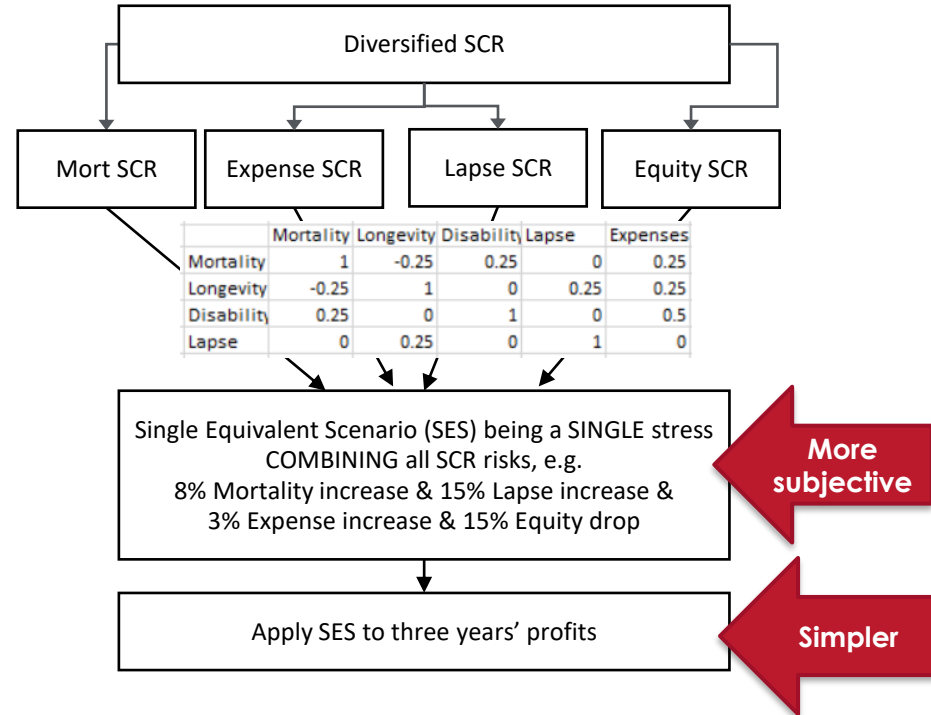 Diversified SCR
Mort SCR
Expense SCR
Lapse SCR
Equity SCR
Mortality Longevity Disability Lapse Expenses
Mortality 1 -0.25 0.25 0 0.25
Longevity -0.25 1 0 0.25 0.25
Disability 0.25 0 1 0 0.5
Lapse 0 0.25 0 1 0
Single Equivalent Scenario (SES) being a SINGLE stress
COMBINING all SCR risks, e.g.
8% Mortality increase & 15% Lapse increase &
3% Expense increase & 15% Equity drop
More
subjective
Apply SES to three years' profits
Simpler